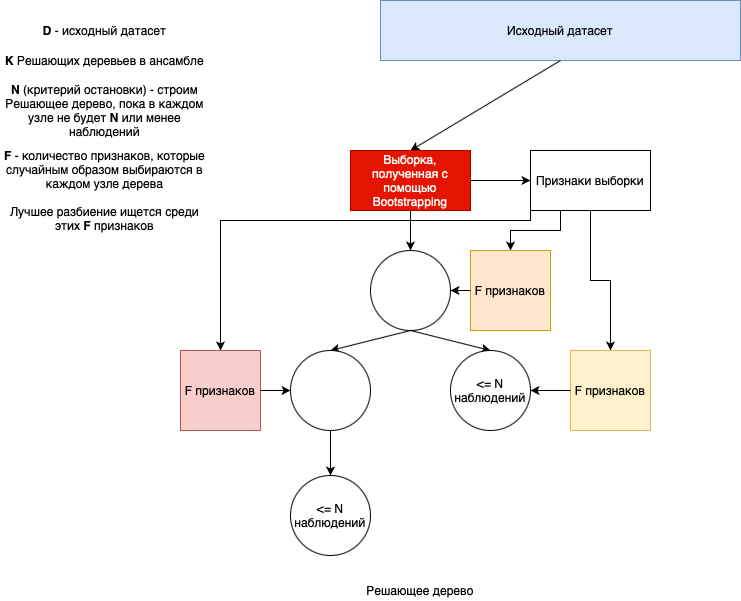 D - исходный датасет
K Решающих деревьев в ансамбле
N (критерий остановки) - строим
Решающее дерево, пока в каждом
узле не будет N или менее
наблюдений
F - количество признаков, которые
случайным образом выбираются в
каждом узле дерева
Лучшее разбиение ищется среди
этих F признаков
Исходный датасет
Выборка,
полученная с
помощью
Bootstrapping
Признаки выборки
F признаков
F признаков
<= N
наблюдений
F признаков
<= N
наблюдений
Решающее дерево